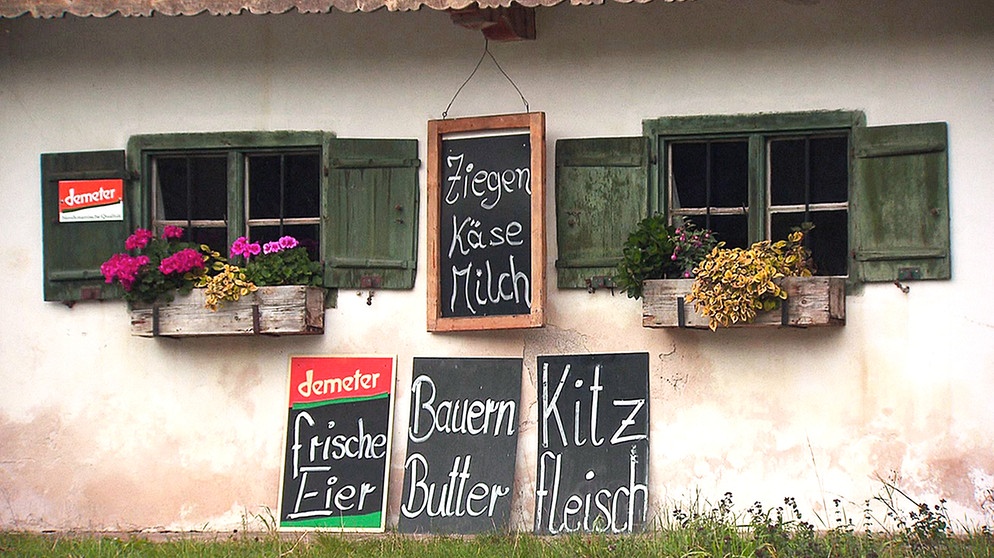 demeter
Ziegen
Käse
Milch
demeter
frische
Eier
Bauern
Butter
Kitz
fleisch